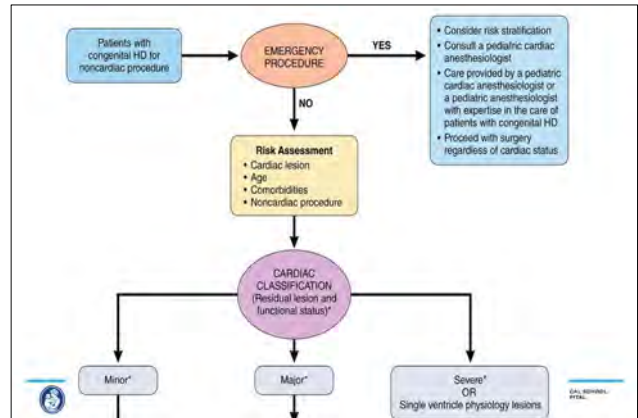 Patients with
congenital HD for
noncardiac procedure
EMERGENCY
PROCEDURE
YES
• Consider risk stratification
• Consult a pediatric cardiac
anesthesiologist
• Care provided by a pediatric
cardiac anesthesiologist or
a pediatric anesthesiologist
with expertise in the care of
patients with congenital HD
• Proceed with surgery
regardless of cardiac status
NO
Risk Assessment
• Cardiac lesion
• Age
• Comorbidities
• Noncardiac procedure
CARDIAC
CLASSIFICATION
(Residual lesion and
functional status)*
Minor*
Major*
Severe*
OR
Single ventricle physiology lesions